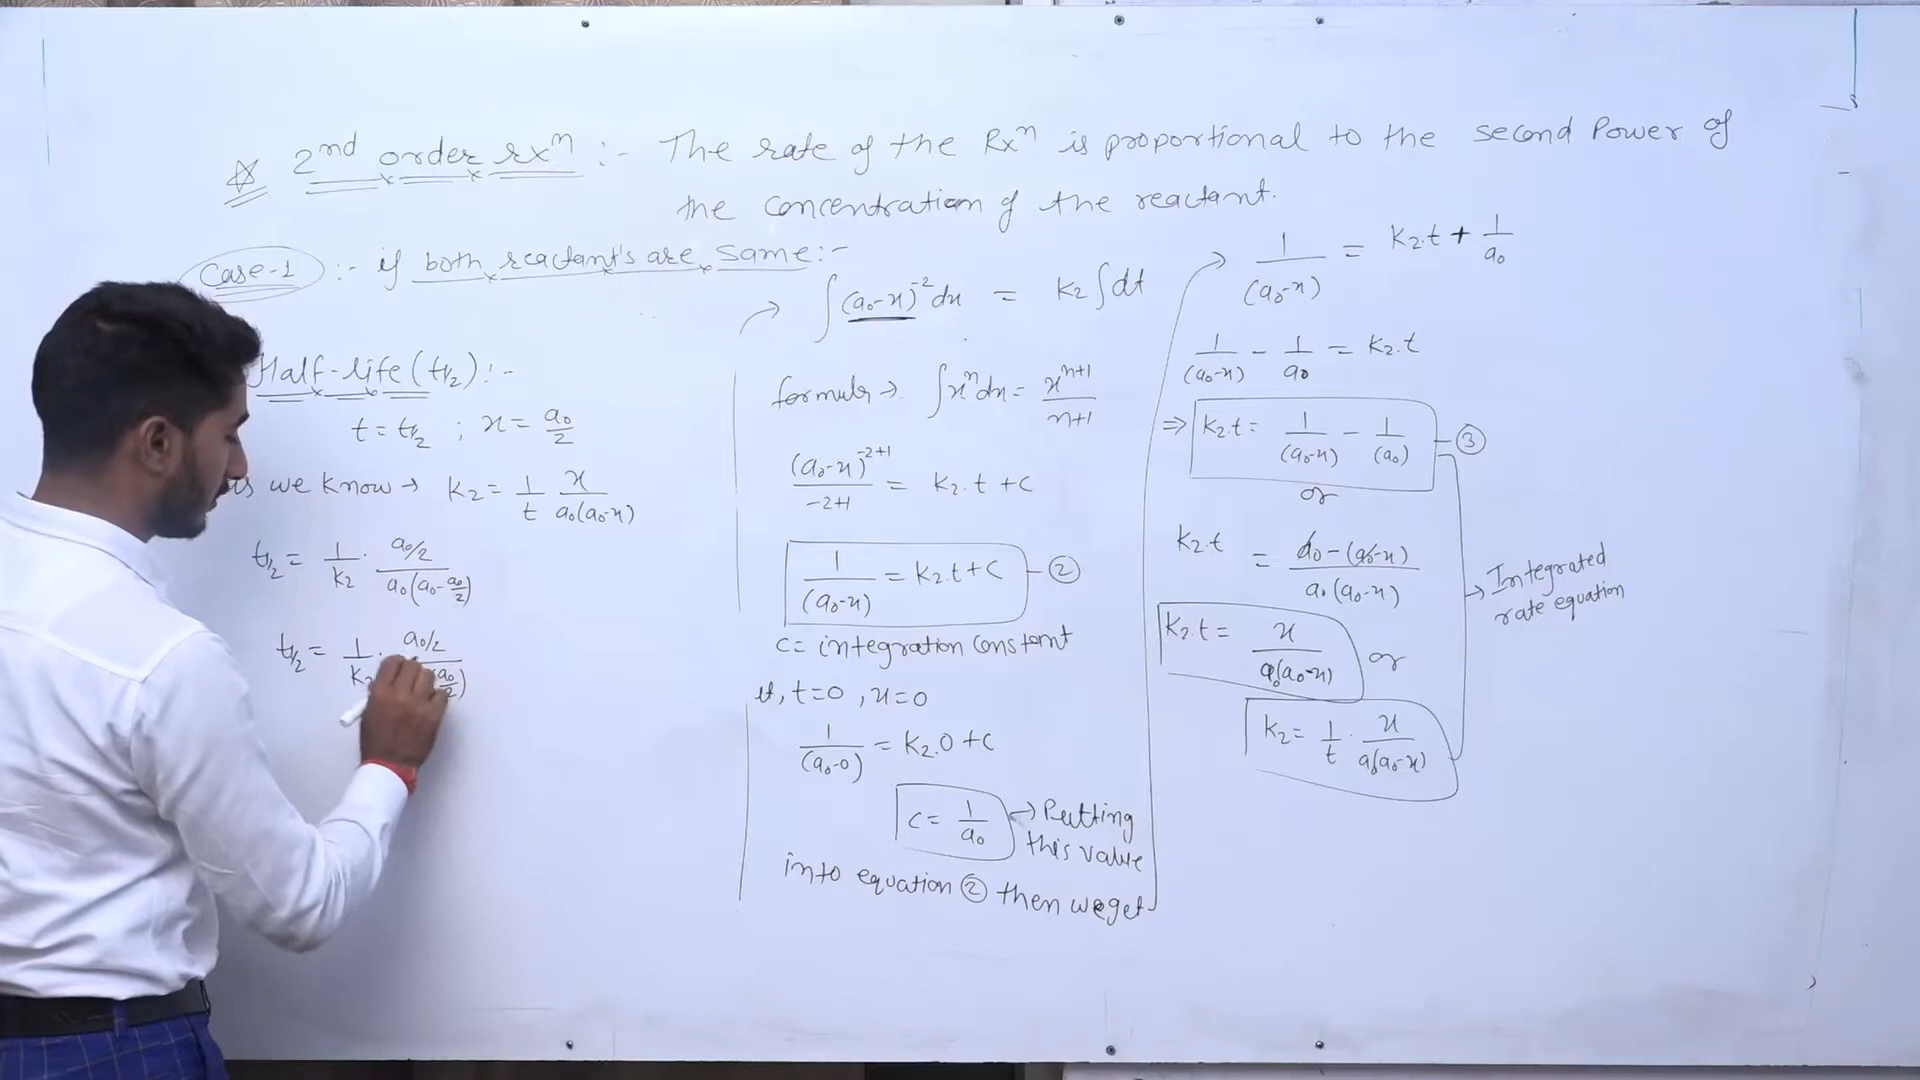 ☆ 2nd order rxn :- The rate of the Rxn is proportional to the second Power of
the concentration of the reactant.
Case-1 :- if both reactant's are same :-
Half-life (t1/2) :-
t = t1/2 ; x = a0/2
we know → K2 = 1/t x/a0(a0-x)
t1/2 = 1/K2 . a0/2 / a0(a0 - a0/2)
t1/2 = 1/K2 . a0/2 / (a0/2)
→ ∫(a0-x)^-2 dx = K2 ∫dt
formula → ∫x^n dx = x^(n+1) / n+1
(a0-x)^(-2+1) / -2+1 = K2.t + c
1/(a0-x) = K2.t + c - ②
c = integration constant
if, t=0, x=0
1/(a0-0) = K2.0 + c
c = 1/a0 → Putting
this value
into equation ② then we get
→ 1/(a0-x) = K2.t + 1/a0
1/(a0-x) - 1/a0 = K2.t
⇒ K2.t = 1/(a0-x) - 1/(a0) - ③
or
K2.t = a0-(a0-x) / a0(a0-x)
K2.t = x / a0(a0-x) or
K2 = 1/t . x / a0(a0-x)
→ Integrated
rate equation